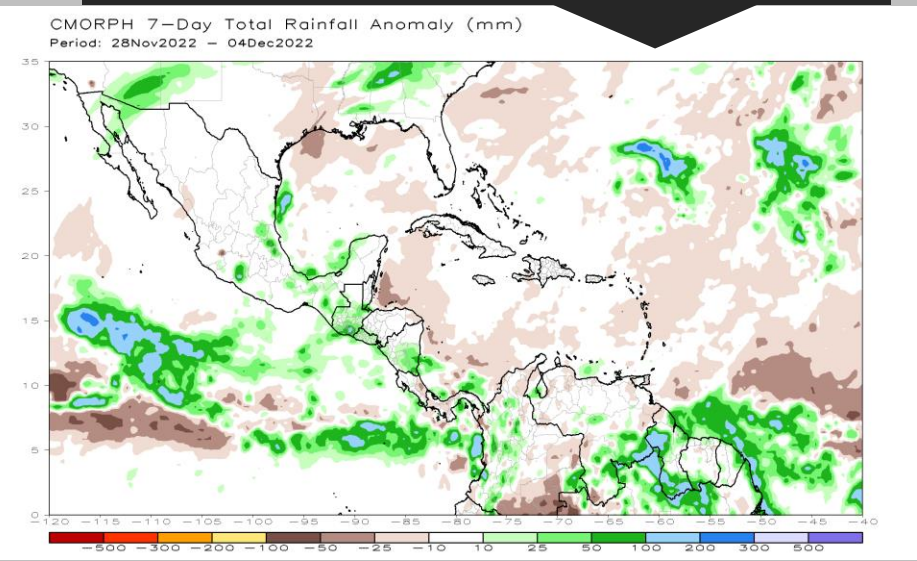 CMORPH 7-Day Total Rainfall Anomaly (mm)
Period: 28Nov2022 - 04Dec2022
35
30
25
20
15
10
5
0
-120 -115 -110 -105 -100 -95 -90 -85 -80 -75 -70 -65 -60 -55 -50 -45 -40
-500 -300 -200 -100 -50 -25 -10 10 25 50 100 200 300 500